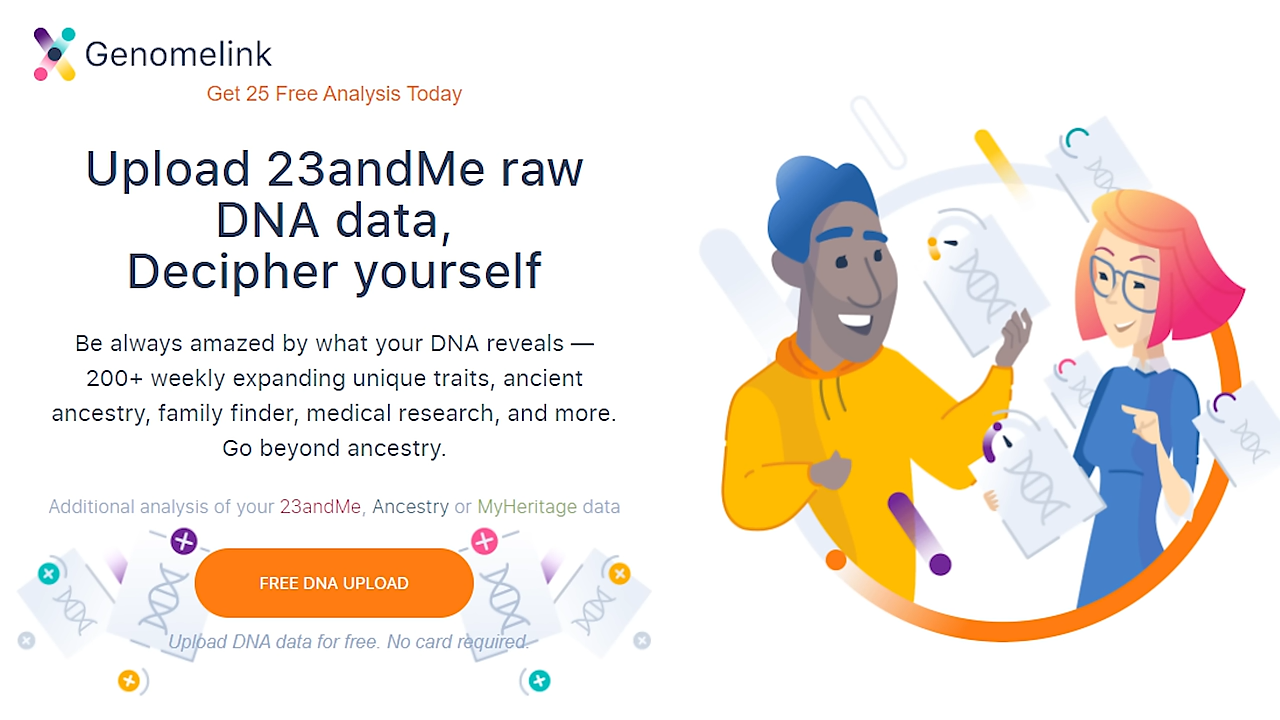 Genomelink
Get 25 Free Analysis Today
Upload 23andMe raw
DNA data,
Decipher yourself
Be always amazed by what your DNA reveals —
200+ weekly expanding unique traits, ancient
ancestry, family finder, medical research, and more.
Go beyond ancestry.
Additional analysis of your 23andMe, Ancestry or MyHeritage data
FREE DNA UPLOAD
Upload DNA data for free. No card required.